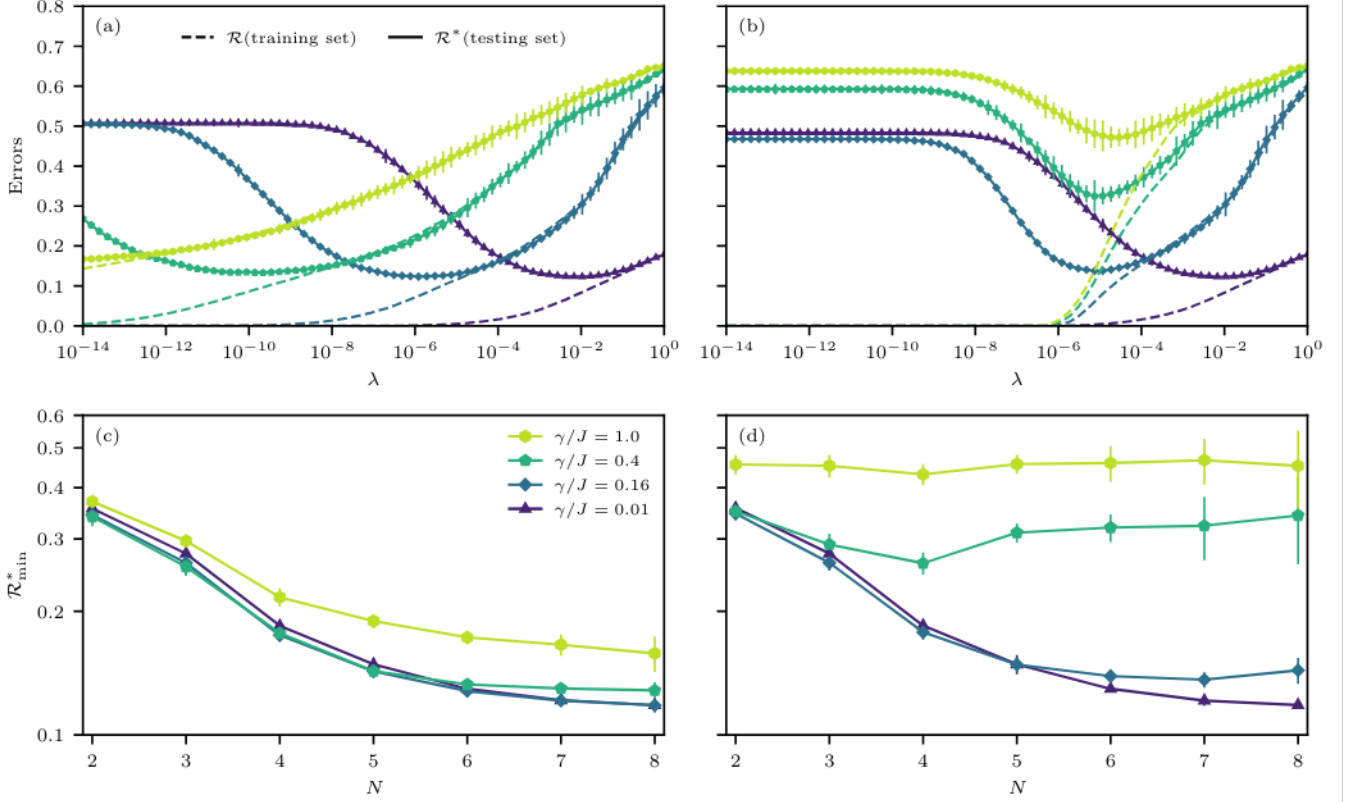 0.8
0.7
0.6
0.5
0.4
0.3
0.2
0.1
0.0
Errors
(a)
R(training set)
R*(testing set)
10⁻¹⁴ 10⁻¹² 10⁻¹⁰ 10⁻⁸ 10⁻⁶ 10⁻⁴ 10⁻² 10⁰
λ
(b)
10⁻¹⁴ 10⁻¹² 10⁻¹⁰ 10⁻⁸ 10⁻⁶ 10⁻⁴ 10⁻² 10⁰
λ
0.6
0.5
0.4
0.3
0.2
0.1
R*min
(c)
γ/J = 1.0
γ/J = 0.4
γ/J = 0.16
γ/J = 0.01
2 3 4 5 6 7 8
N
(d)
2 3 4 5 6 7 8
N